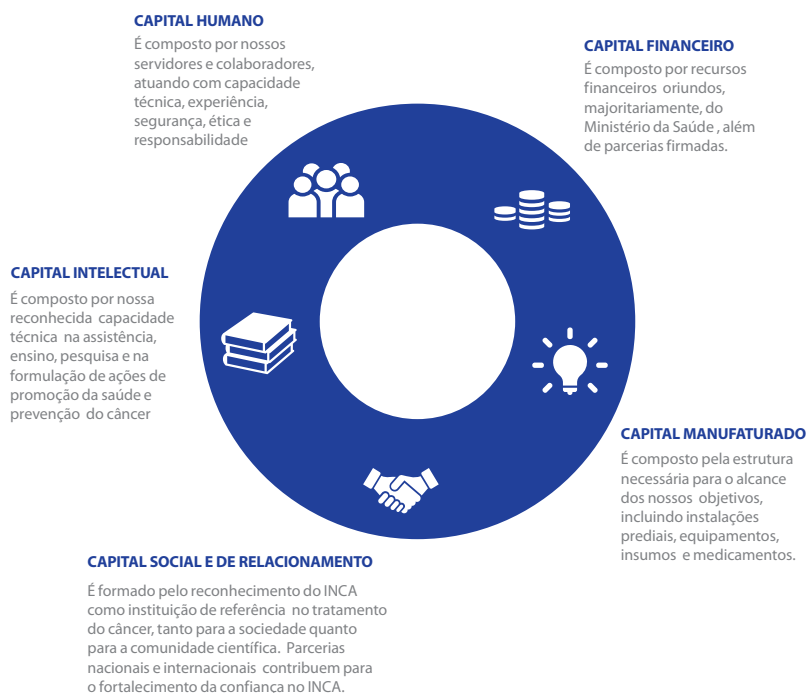 CAPITAL HUMANO
É composto por nossos
servidores e colaboradores,
atuando com capacidade
técnica, experiência,
segurança, ética e
responsabilidade
CAPITAL FINANCEIRO
É composto por recursos
financeiros oriundos,
majoritariamente, do
Ministério da Saúde , além
de parcerias firmadas.
CAPITAL INTELECTUAL
É composto por nossa
reconhecida capacidade
técnica na assistência,
ensino, pesquisa e na
formulação de ações de
promoção da saúde e
prevenção do câncer
CAPITAL MANUFATURADO
É composto pela estrutura
necessária para o alcance
dos nossos objetivos,
incluindo instalações
prediais, equipamentos,
insumos e medicamentos.
CAPITAL SOCIAL E DE RELACIONAMENTO
É formado pelo reconhecimento do INCA
como instituição de referência no tratamento
do câncer, tanto para a sociedade quanto
para a comunidade científica. Parcerias
nacionais e internacionais contribuem para
o fortalecimento da confiança no INCA.